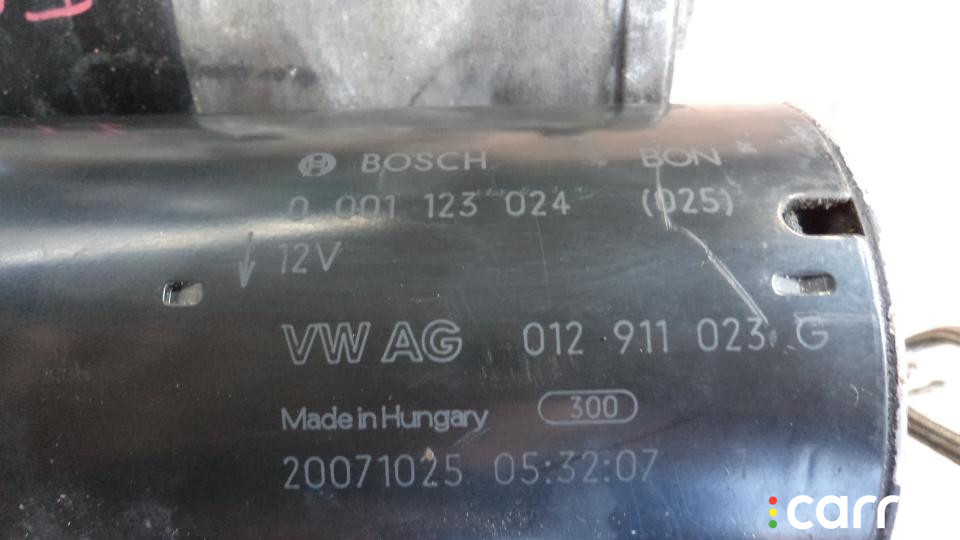 BOSCH BON
0 001 123 024 (025)
12V
VW AG 012 911 023 G
Made in Hungary 300
20071025 05:32:07
carr